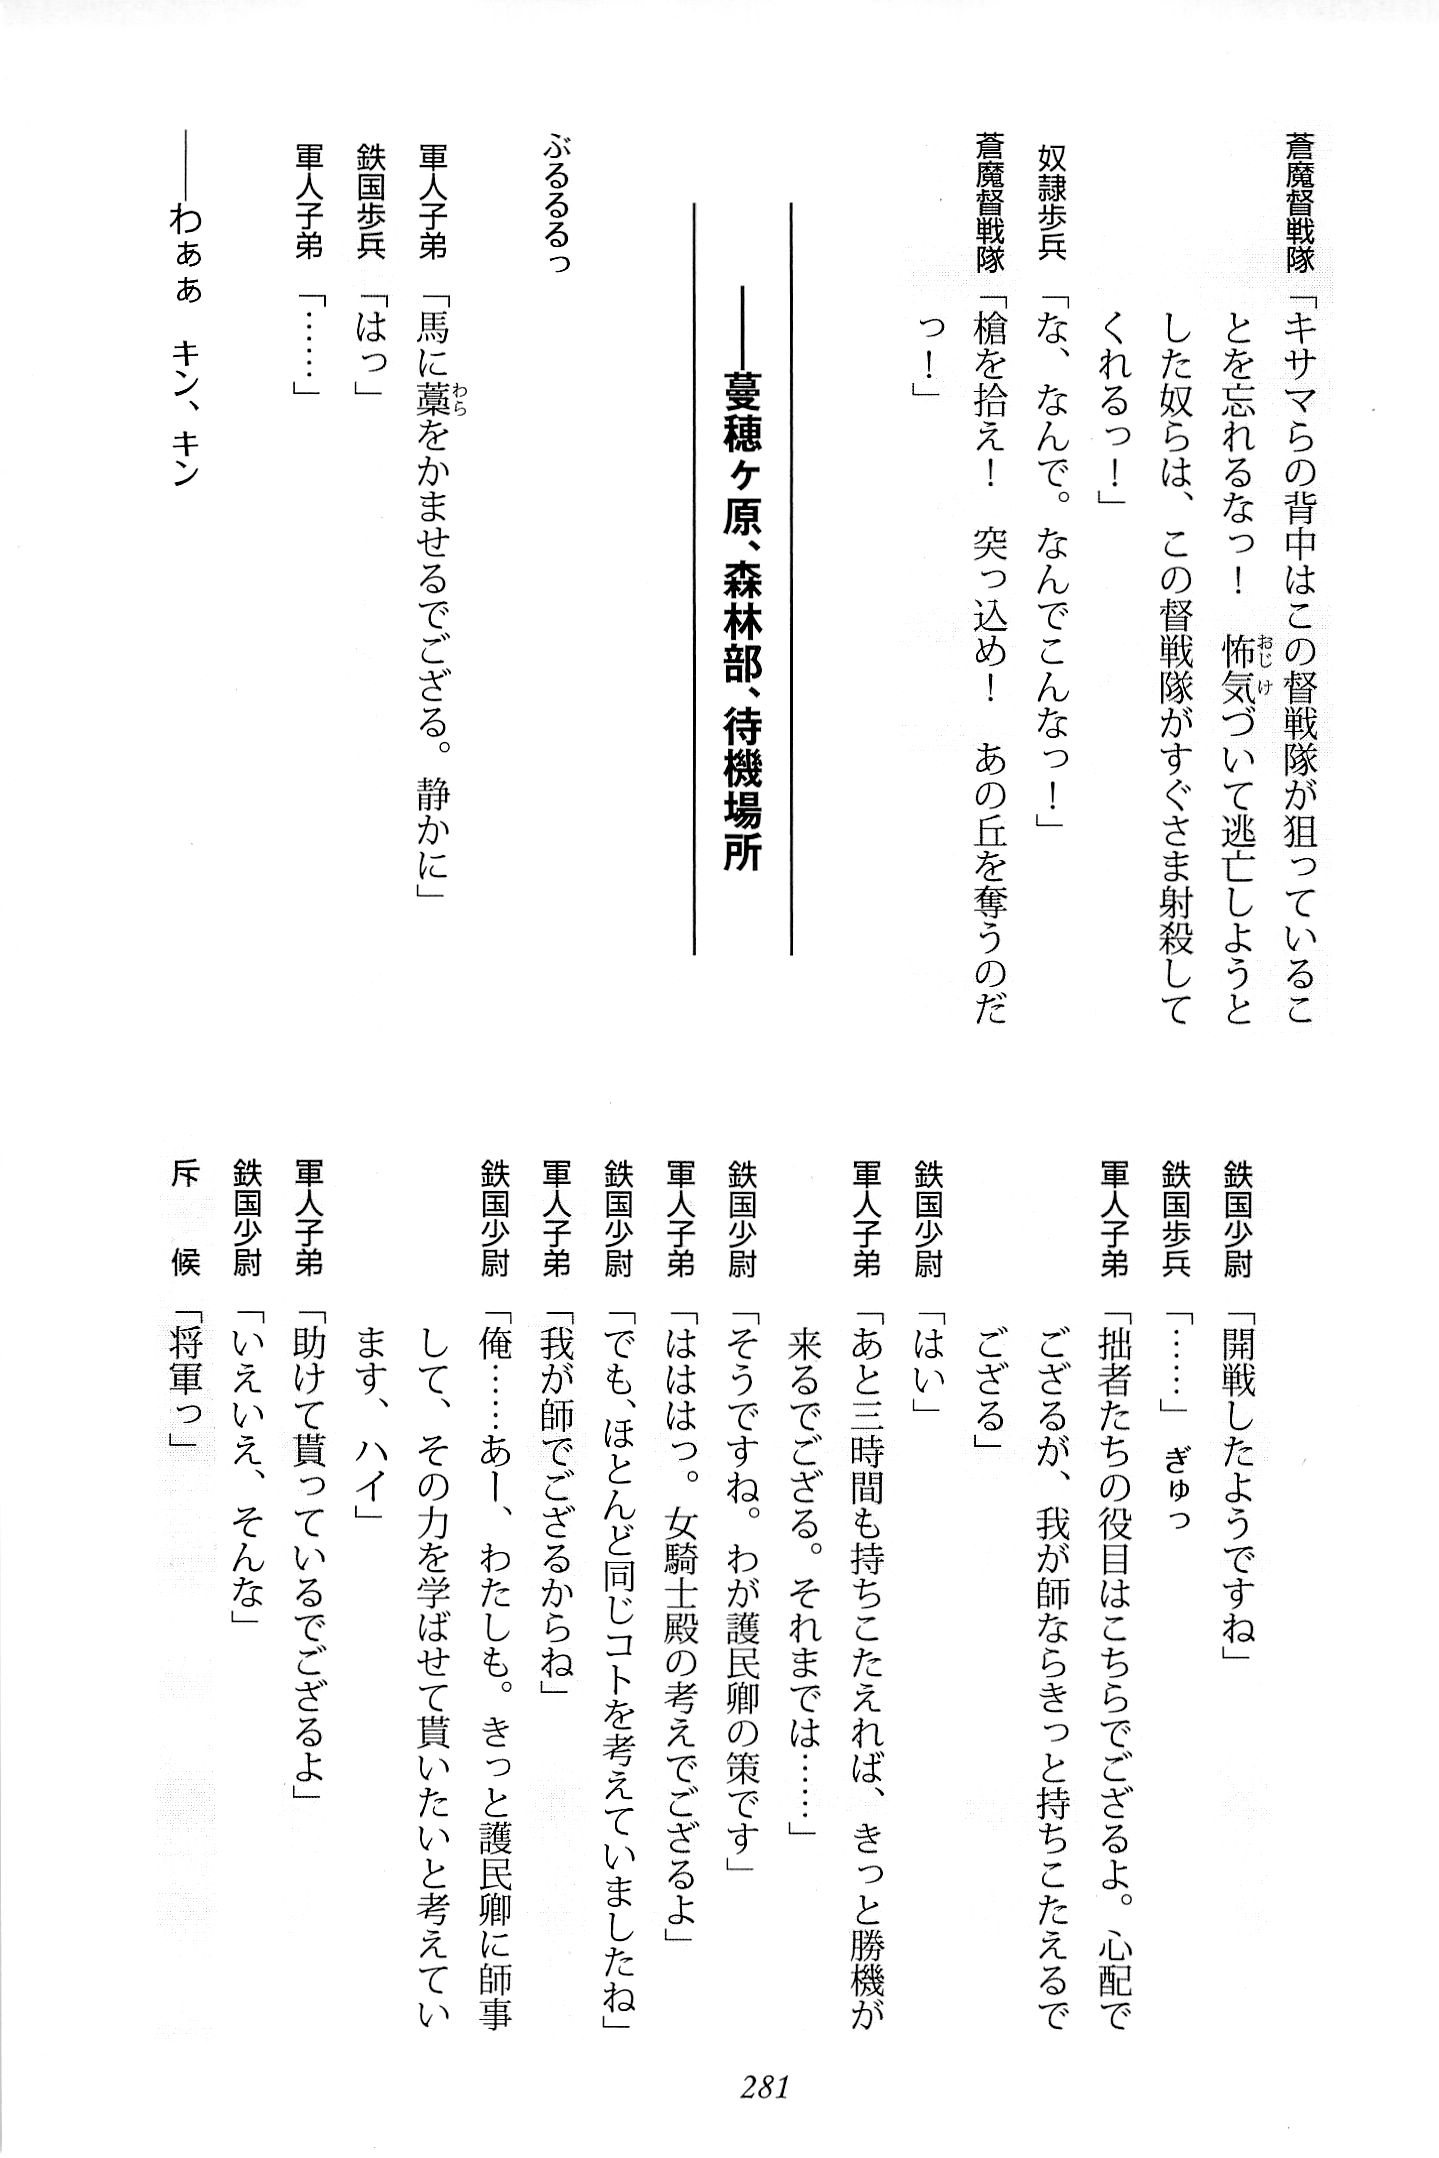 蒼魔督戦隊「キサマらの背中はこの督戦隊が狙っているこ
とを忘れるなっ！　怖気づいて逃亡しようと
した奴らは、この督戦隊がすぐさま射殺して
くれるっ！」
奴隷歩兵「な、なんで。なんでこんなっ！」
蒼魔督戦隊「槍を拾え！　突っ込め！　あの丘を奪うのだ
っ！」
――蔓穂ヶ原、森林部、待機場所
ぶるるるっ
軍人子弟「馬に藁をかませるでござる。静かに」
鉄国歩兵「はっ」
軍人子弟「……」
――わぁぁ　キン、キン
鉄国少尉「開戦したようですね」
鉄国歩兵「……」ぎゅっ
軍人子弟「拙者たちの役目はこちらでござるよ。心配で
ござるが、我が師ならきっと持ちこたえるで
ござる」
鉄国少尉「はい」
軍人子弟「あと三時間も持ちこたえれば、きっと勝機が
来るでござる。それまでは……」
鉄国少尉「そうですね。わが護民卿の策です」
軍人子弟「はははっ。女騎士殿の考えでござるよ」
鉄国少尉「でも、ほとんど同じコトを考えていましたね」
軍人子弟「我が師でござるからね」
鉄国少尉「俺……あー、わたしも。きっと護民卿に師事
して、その力を学ばせて貰いたいと考えてい
ます、ハイ」
軍人子弟「助けて貰っているでござるよ」
鉄国少尉「いえいえ、そんな」
斥　候「将軍っ」
281